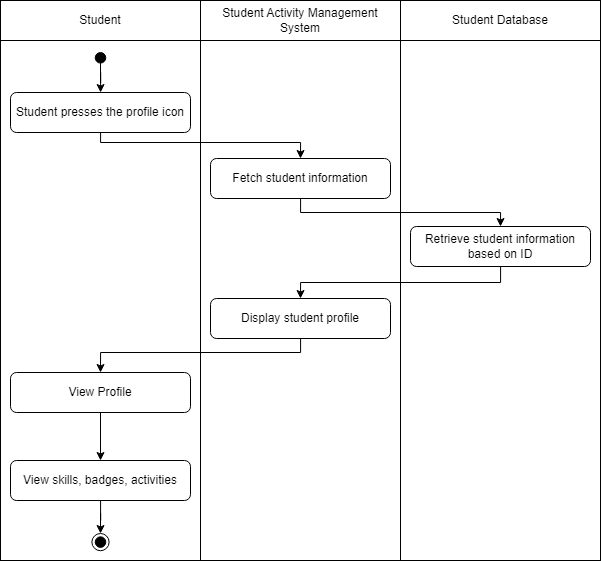 Student
Student Activity Management
System
Student Database
Student presses the profile icon
Fetch student information
Retrieve student information
based on ID
Display student profile
View Profile
View skills, badges, activities